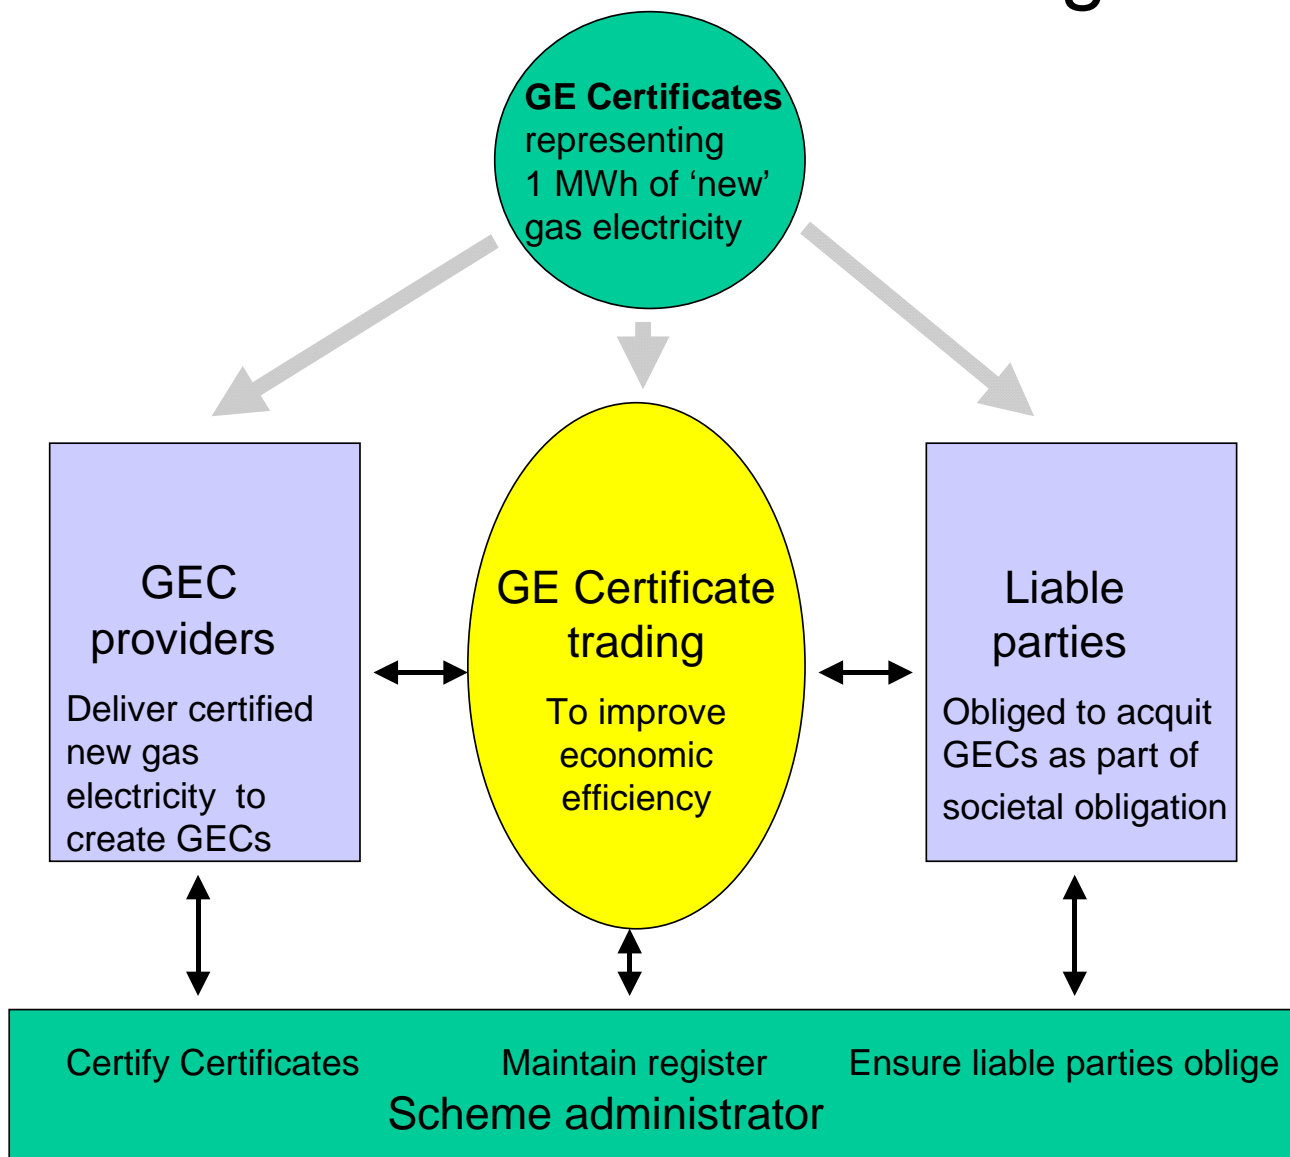 GE Certificates
representing
1 MWh of ‘new’
gas electricity
GEC
providers
Deliver certified
new gas
electricity  to
create GECs
GE Certificate
trading
To improve
economic
efficiency
Liable
parties
Obliged to acquit
GECs as part of
societal obligation
Certify Certificates
Maintain register
Ensure liable parties oblige
Scheme administrator